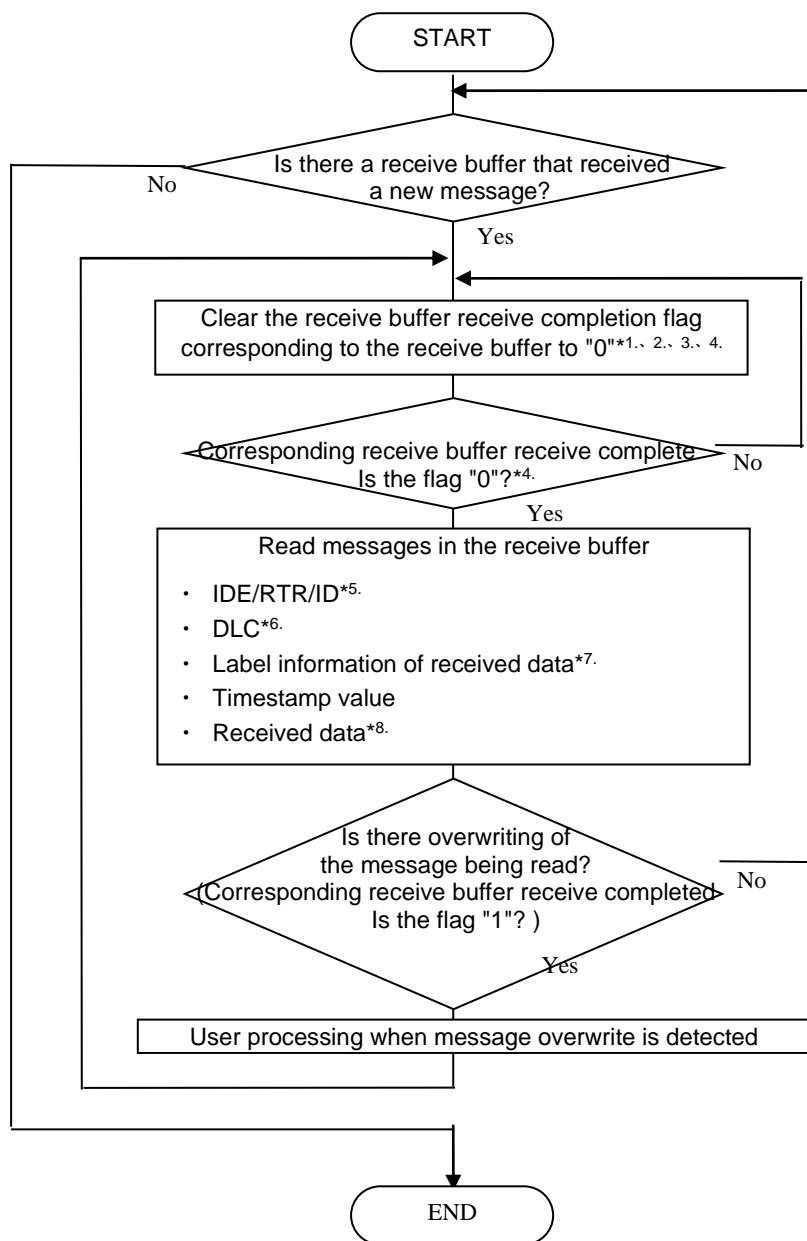 START
Is there a receive buffer that received
a new message?
No
Yes
Clear the receive buffer receive completion flag
corresponding to the receive buffer to "0"*1.、 2.、 3.、 4.
Corresponding receive buffer receive complete
Is the flag "0"?*4.
No
Yes
Read messages in the receive buffer
・ IDE/RTR/ID*5.
・ DLC*6.
・ Label information of received data*7.
・ Timestamp value
・ Received data*8.
Is there overwriting of
the message being read?
(Corresponding receive buffer receive completed
Is the flag "1"? )
No
Yes
User processing when message overwrite is detected
END